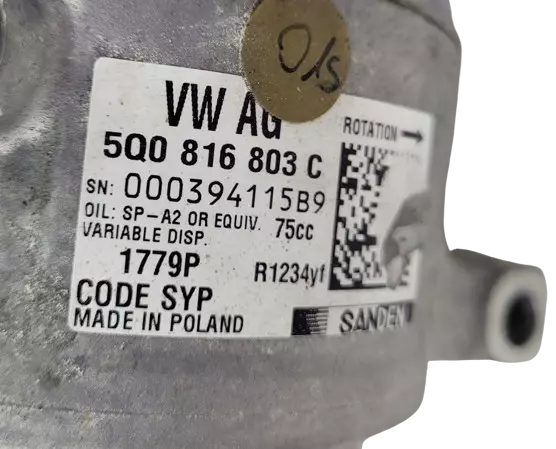 015
VW AG
ROTATION
5Q0 816 803 C
SN: 000394115B9
OIL: SP-A2 OR EQUIV. 75cc
VARIABLE DISP.
1779P R1234yf
CODE SYP
MADE IN POLAND
SANDEN